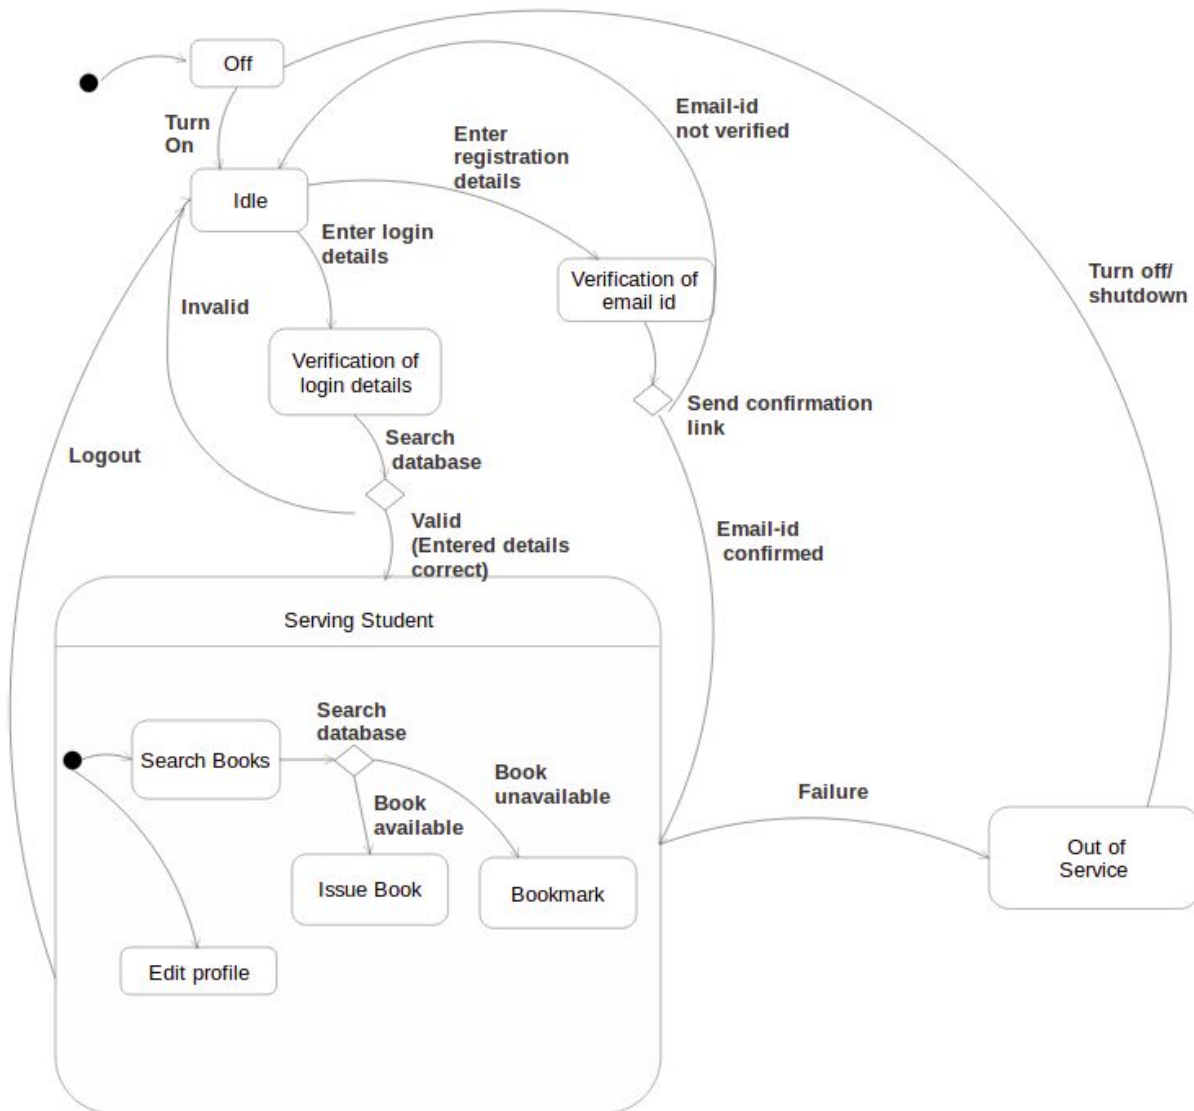 Off
Turn
On
Email-id
not verified
Enter
registration
details
Idle
Enter login
details
Verification of
email id
Turn off/
shutdown
Invalid
Verification of
login details
Send confirmation
link
Search
database
Logout
Valid
(Entered details
correct)
Email-id
confirmed
Serving Student
Search
database
Search Books
Book
unavailable
Book
available
Failure
Issue Book
Bookmark
Out of
Service
Edit profile